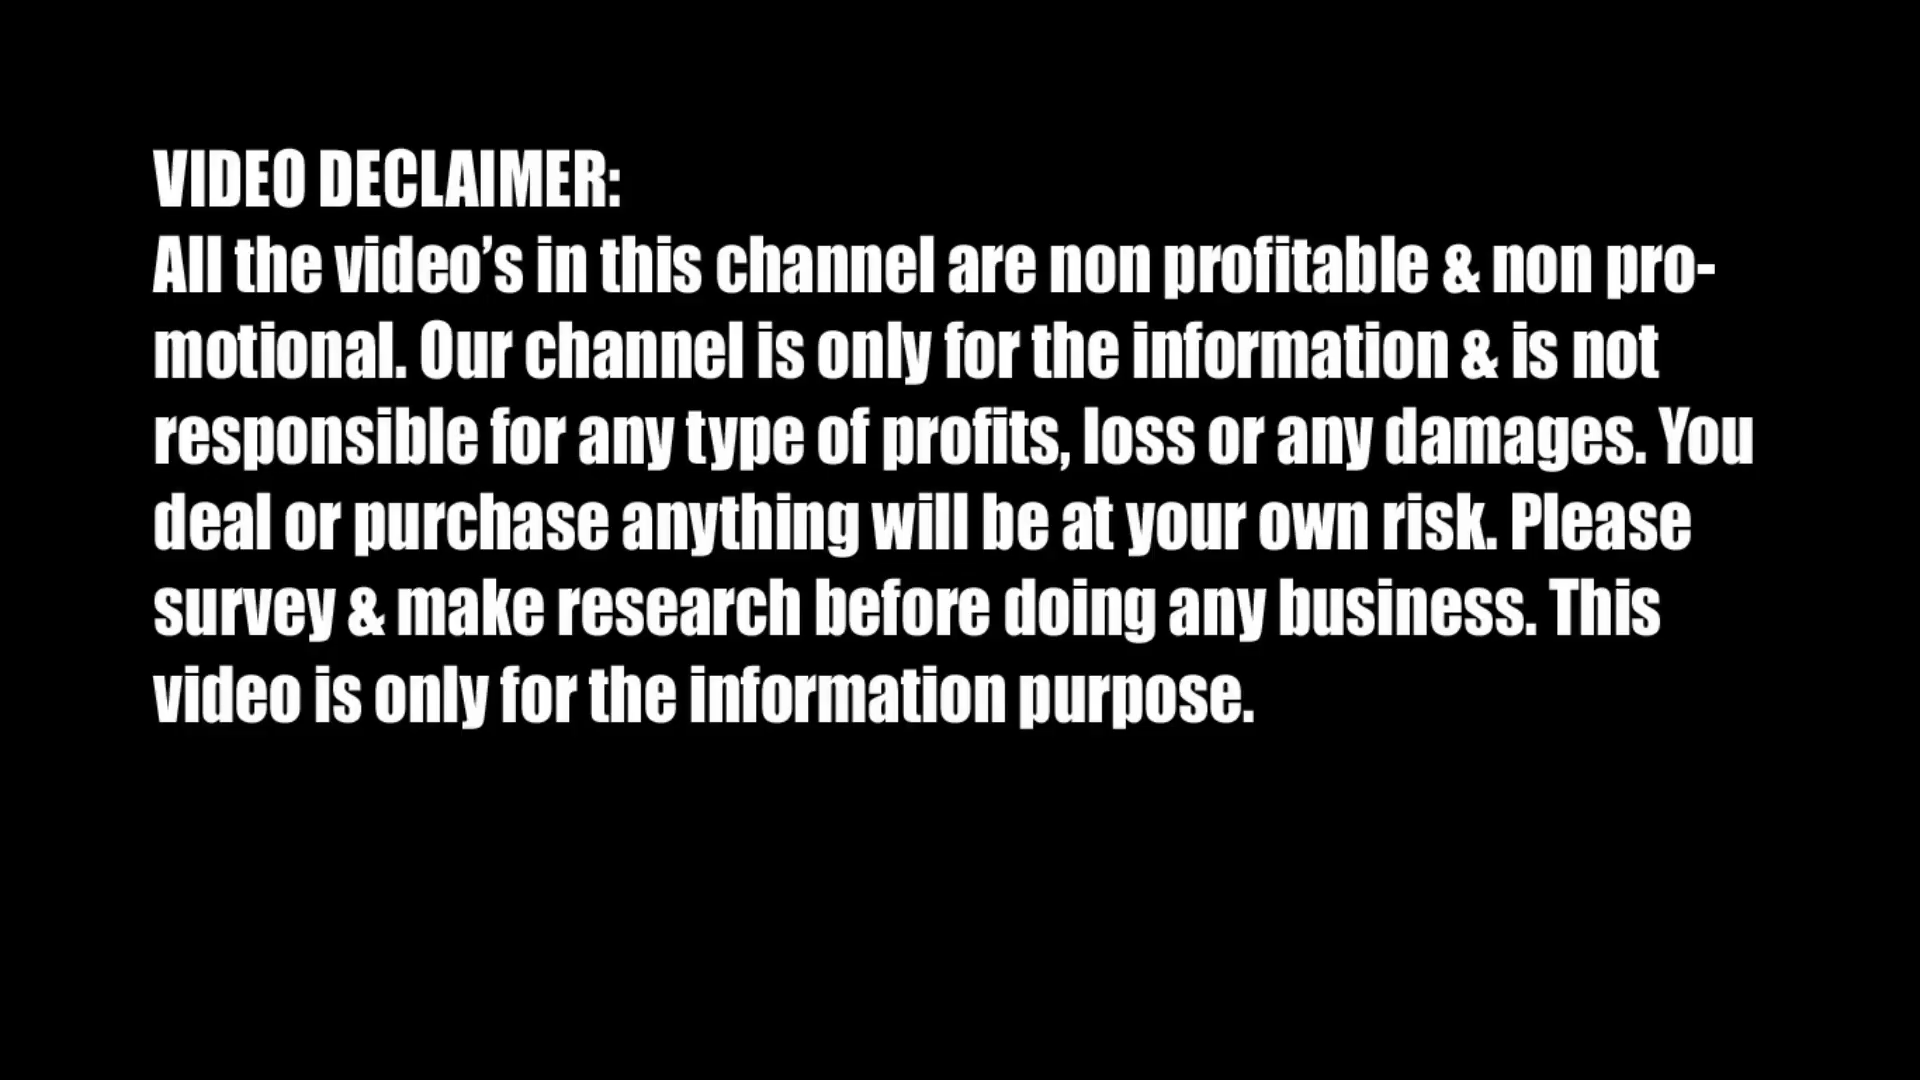 VIDEO DECLAIMER:
All the video’s in this channel are non profitable & non pro-
motional. Our channel is only for the information & is not
responsible for any type of profits, loss or any damages. You
deal or purchase anything will be at your own risk. Please
survey & make research before doing any business. This
video is only for the information purpose.